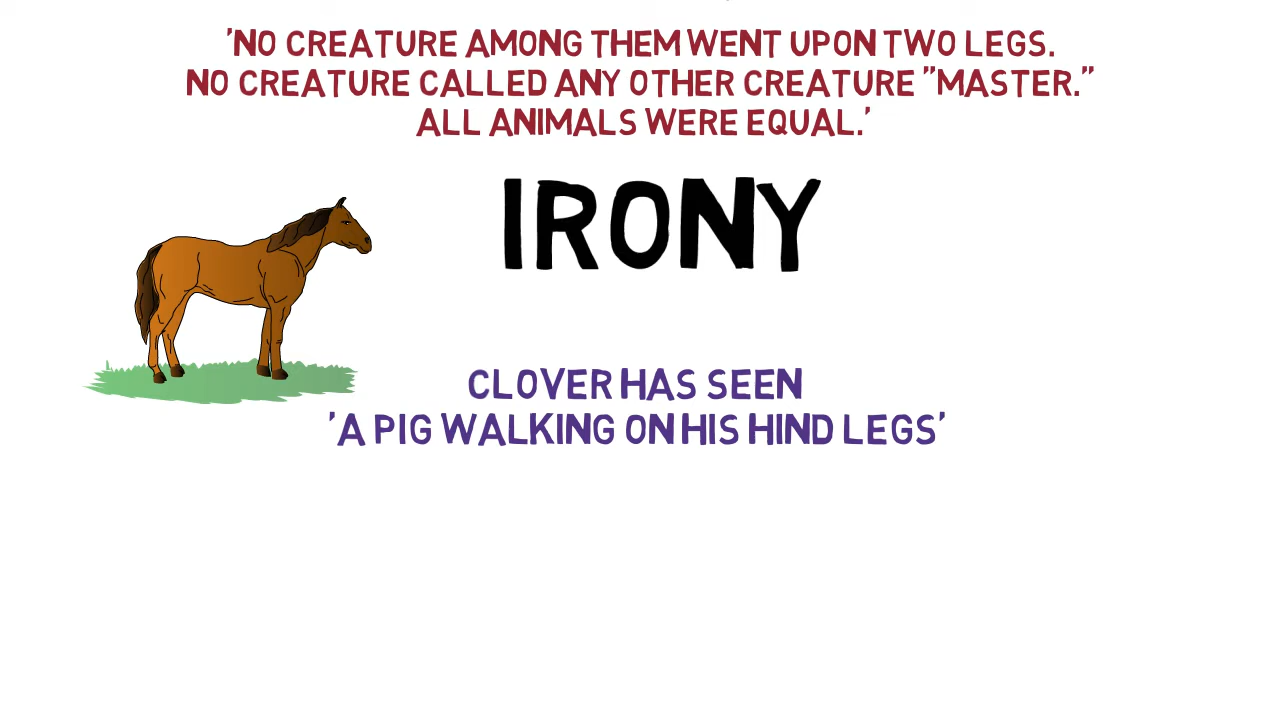 'NO CREATURE AMONG THEM WENT UPON TWO LEGS.
NO CREATURE CALLED ANY OTHER CREATURE "MASTER."
ALL ANIMALS WERE EQUAL.'
IRONY
CLOVER HAS SEEN
'A PIG WALKING ON HIS HIND LEGS'